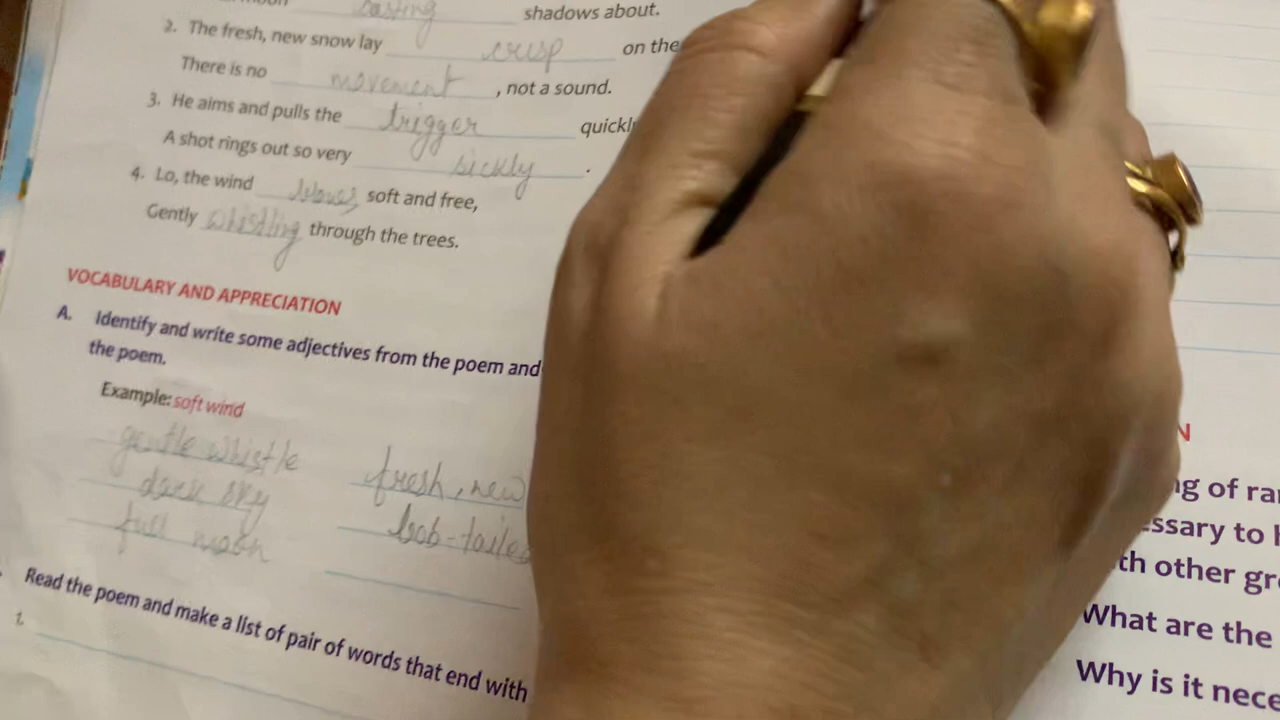 casting shadows about.
2. The fresh, new snow lay crisp on the
There is no movement, not a sound.
3. He aims and pulls the trigger quickly
A shot rings out so very sickly.
4. Lo, the wind blows soft and free,
Gently whistling through the trees.
VOCABULARY AND APPRECIATION
A. Identify and write some adjectives from the poem and
the poem.
Example: soft wind
gentle whistle fresh, new
dark sky bob-tailed
full moon
Read the poem and make a list of pair of words that end with
1.
N
ng of
ssary to
th other
What are the
Why is it nece